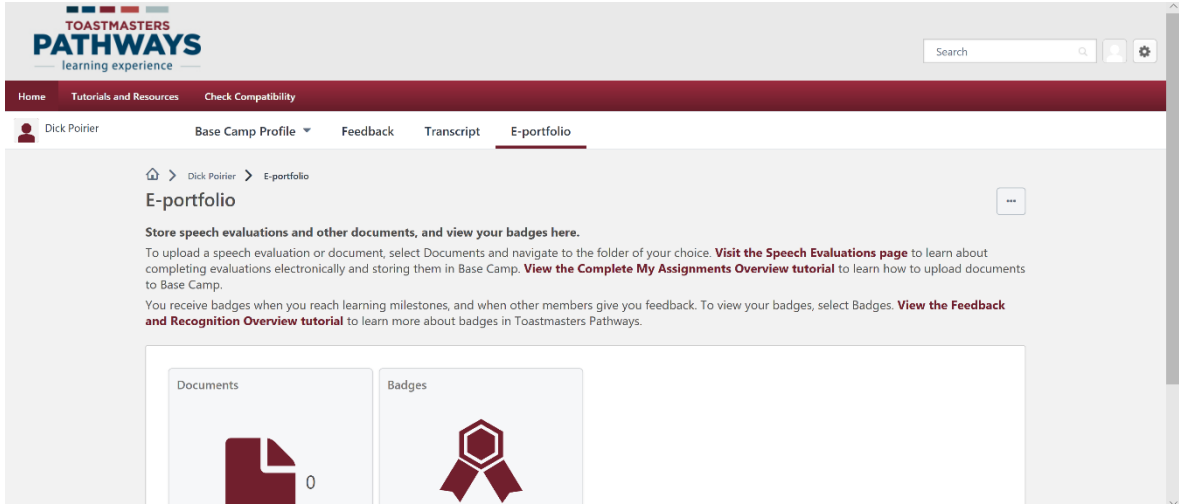 TOASTMASTERS
PATHWAYS
learning experience
Search
Home Tutorials and Resources Check Compatibility
Dick Poirier Base Camp Profile Feedback Transcript E-portfolio
Dick Poirier E-portfolio
E-portfolio
Store speech evaluations and other documents, and view your badges here.
To upload a speech evaluation or document, select Documents and navigate to the folder of your choice. Visit the Speech Evaluations page to learn about
completing evaluations electronically and storing them in Base Camp. View the Complete My Assignments Overview tutorial to learn how to upload documents
to Base Camp.
You receive badges when you reach learning milestones, and when other members give you feedback. To view your badges, select Badges. View the Feedback
and Recognition Overview tutorial to learn more about badges in Toastmasters Pathways.
Documents Badges
0